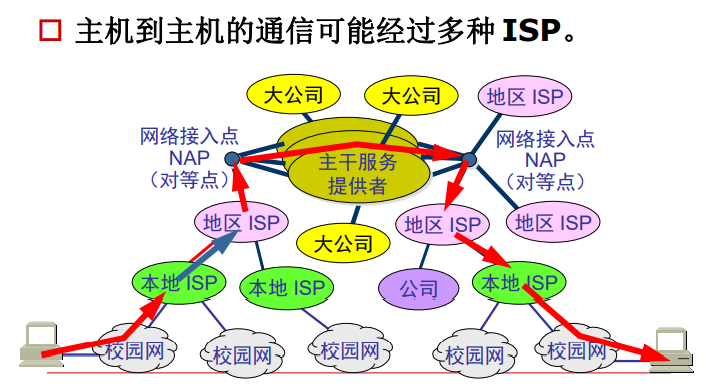 主机到主机的通信可能经过多种 ISP。
大公司
大公司
地区 ISP
网络接入点
NAP
(对等点)
主干服务
提供者
网络接入点
NAP
(对等点)
地区 ISP
大公司
地区 ISP
地区 ISP
本地 ISP
本地 ISP
公司
本地 ISP
校园网
校园网
校园网
校园网
校园网